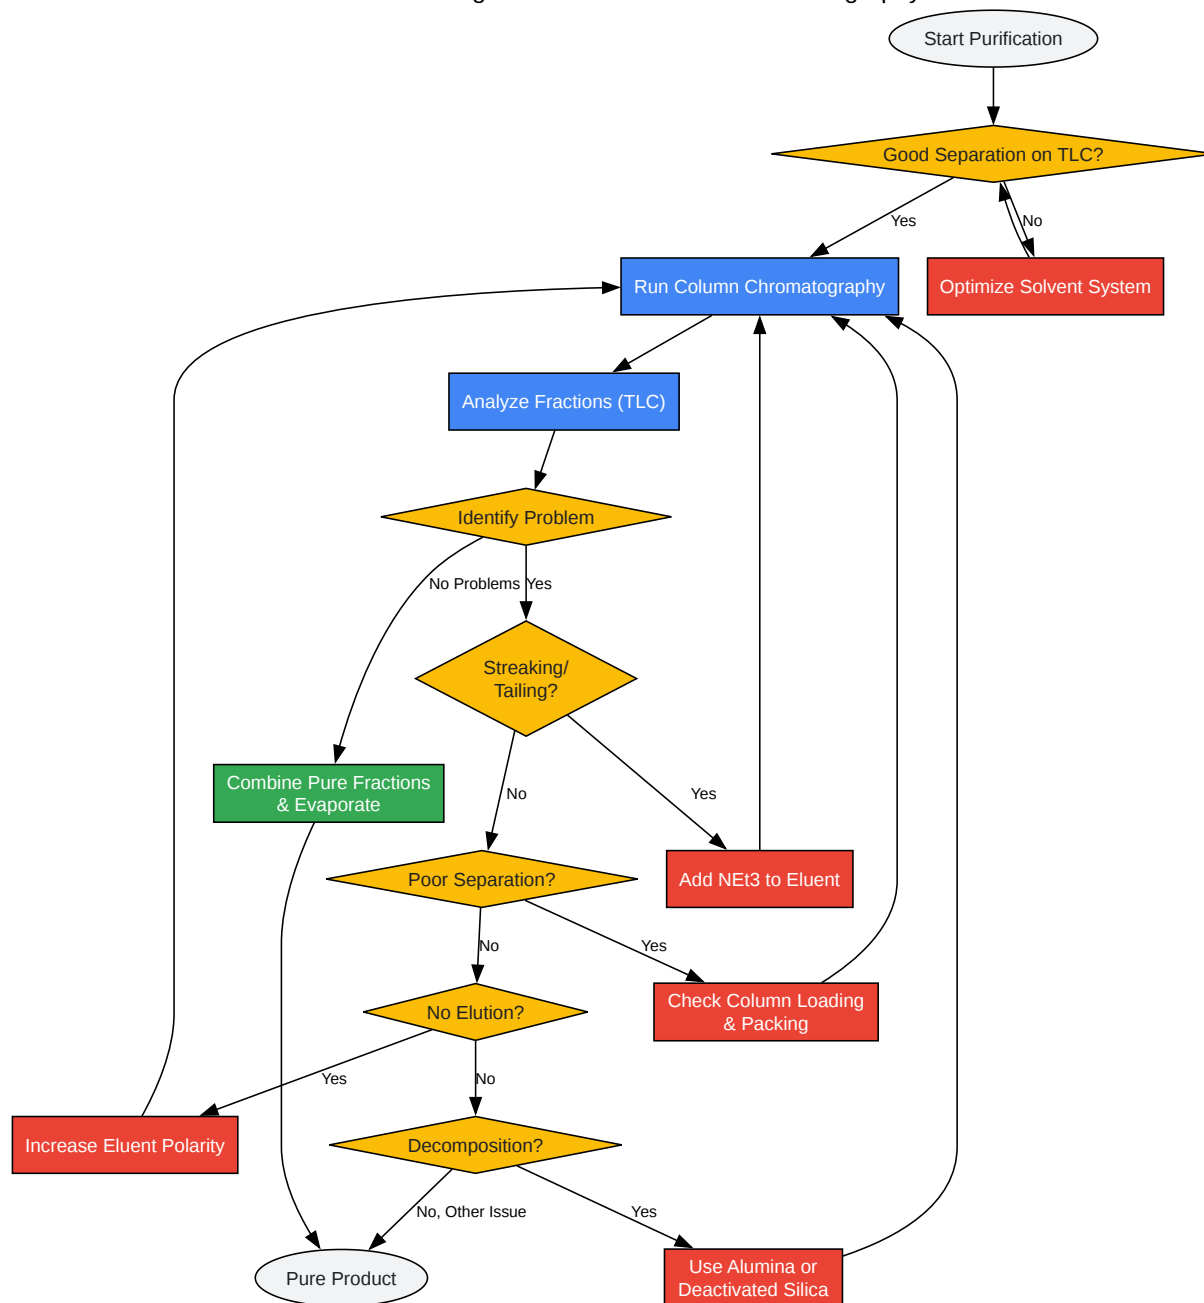 Start Purification
Good Separation on TLC?
Yes
No
Run Column Chromatography
Optimize Solvent System
Analyze Fractions (TLC)
Identify Problem
No Problems
Yes
Streaking/
Tailing?
Combine Pure Fractions
& Evaporate
No
Yes
Poor Separation?
Add NEt3 to Eluent
No
Yes
No Elution?
Check Column Loading
& Packing
Yes
No
Increase Eluent Polarity
Decomposition?
No, Other Issue
Yes
Pure Product
Use Alumina or
Deactivated Silica